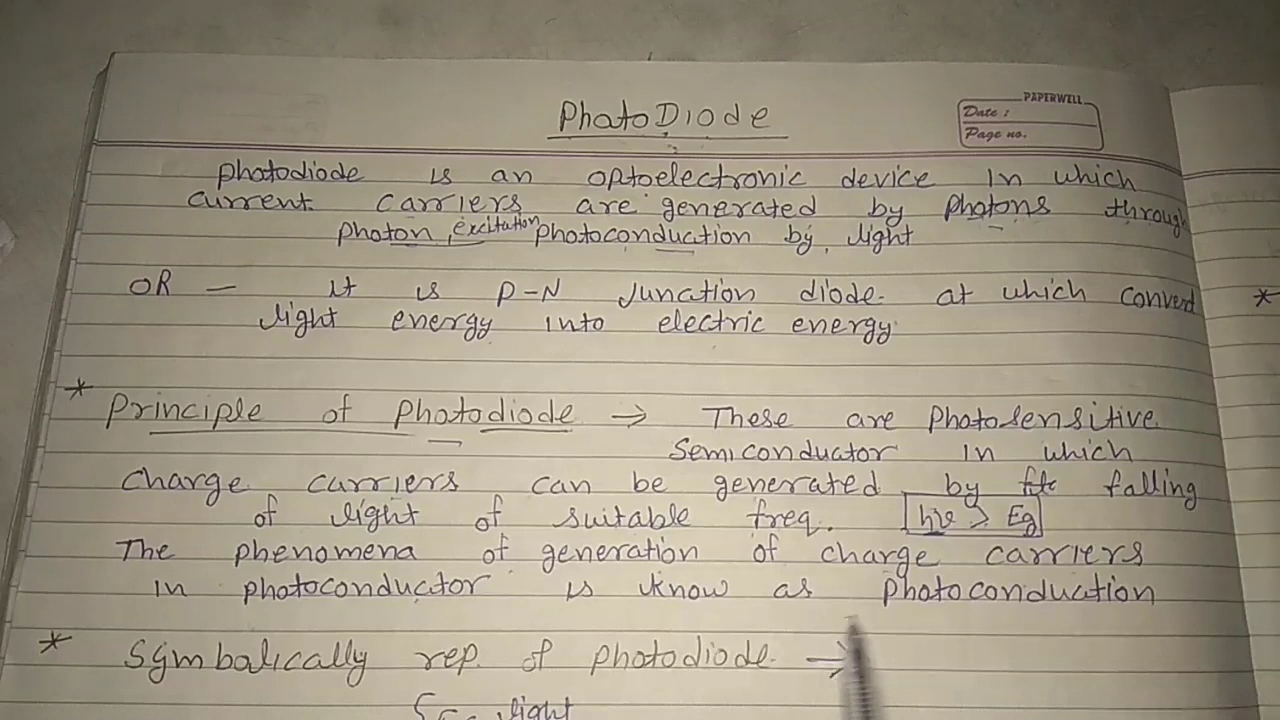 PhotoDiode
PAPERWELL
Date :
Page no.
photodiode is an optoelectronic device in which
current carriers are generated by photons through
photon, excitation photoconduction by light
OR — It is P-N Junction diode at which convert
light energy into electric energy
* Principle of Photodiode → These are Photosensitive
Semiconductor in which
charge carriers can be generated by falling
of light of suitable freq. hν > Eg
The phenomena of generation of charge carriers
in photoconductor is know as photoconduction
*
* Symbolically rep. of photodiode →
light